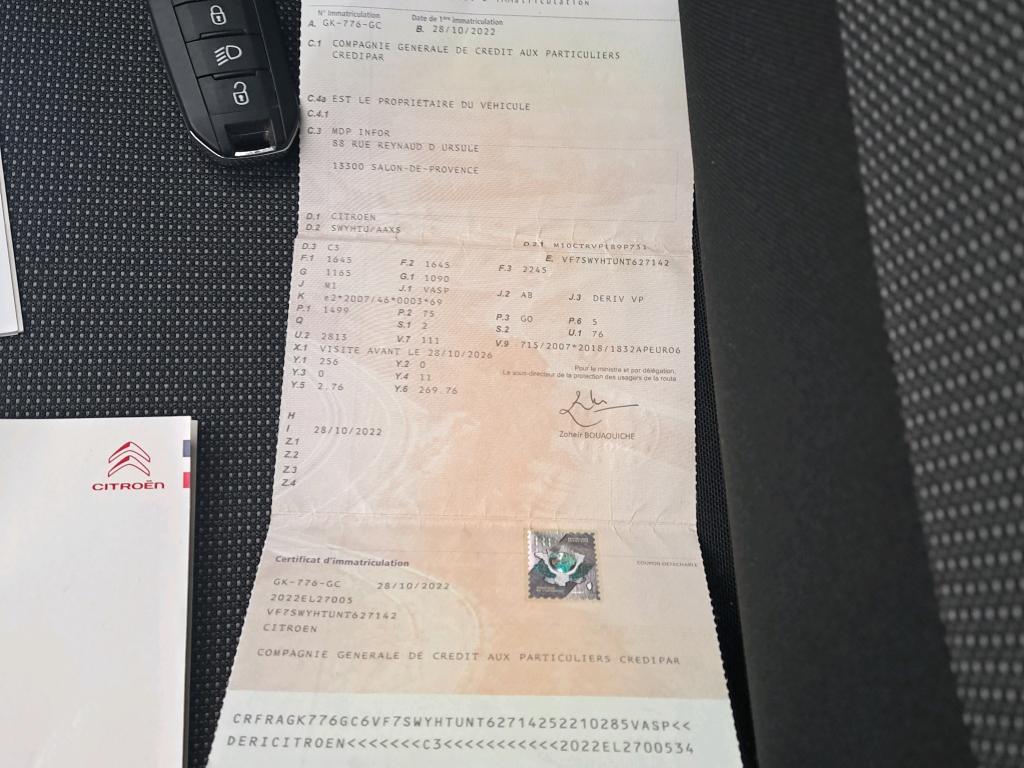 N° Immatriculation
Date de 1ère immatriculation
A. GK-776-GC
B. 28/10/2022
C.1 COMPAGNIE GENERALE DE CREDIT AUX PARTICULIERS
CREDIPAR
C.4a EST LE PROPRIÉTAIRE DU VÉHICULE
C.4.1
C.3 MDP INFOR
88 RUE REYNAUD D URSULE
13300 SALON-DE-PROVENCE
D.1 CITROEN
D.2 SWYHTU/AAXS
D.2.1 M10CTRVP189P731
D.3 C3
E. VF7SWYHTUNT627142
F.1 1645 F.2 1645 F.3 2245
G 1165 G.1 1090
J M1 J.1 VASP J.2 AB J.3 DERIV VP
K e2*2007/46*0003*69
P.1 1499 P.2 75 P.3 GO P.6 5
Q S.1 2 S.2 U.1 76
U.2 2813 V.7 111 V.9 715/2007*2018/1832APEURO6
X.1 VISITE AVANT LE 28/10/2026
Y.1 256 Y.2 0
Y.3 0 Y.4 11
Y.5 2.76 Y.6 269.76
Pour le ministre et par délégation,
Le sous-directeur de la protection des usagers de la route
Zoheir BOUAOUICHE
H
I 28/10/2022
Z.1
Z.2
Z.3
Z.4
CITROËN
Certificat d'immatriculation
COUPON DÉTACHABLE
GK-776-GC 28/10/2022
2022EL27005
VF7SWYHTUNT627142
CITROEN
COMPAGNIE GENERALE DE CREDIT AUX PARTICULIERS CREDIPAR
CRFRAGK776GC6VF7SWYHTUNT62714252210285VASP<<
DERICITROEN<<<<<<<C3<<<<<<<<<<<2022EL2700534